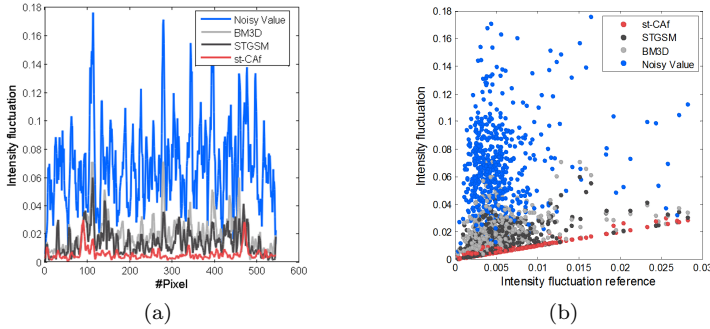 0.18
0.16
0.14
0.12
0.1
0.08
0.06
0.04
0.02
0
Intensity fluctuation
Noisy Value
BM3D
STGSM
st-CAf
0 100 200 300 400 500 600
#Pixel
(a)
0.18
0.16
0.14
0.12
0.1
0.08
0.06
0.04
0.02
0
Intensity fluctuation
st-CAf
STGSM
BM3D
Noisy Value
0 0.005 0.01 0.015 0.02 0.025 0.03
Intensity fluctuation reference
(b)